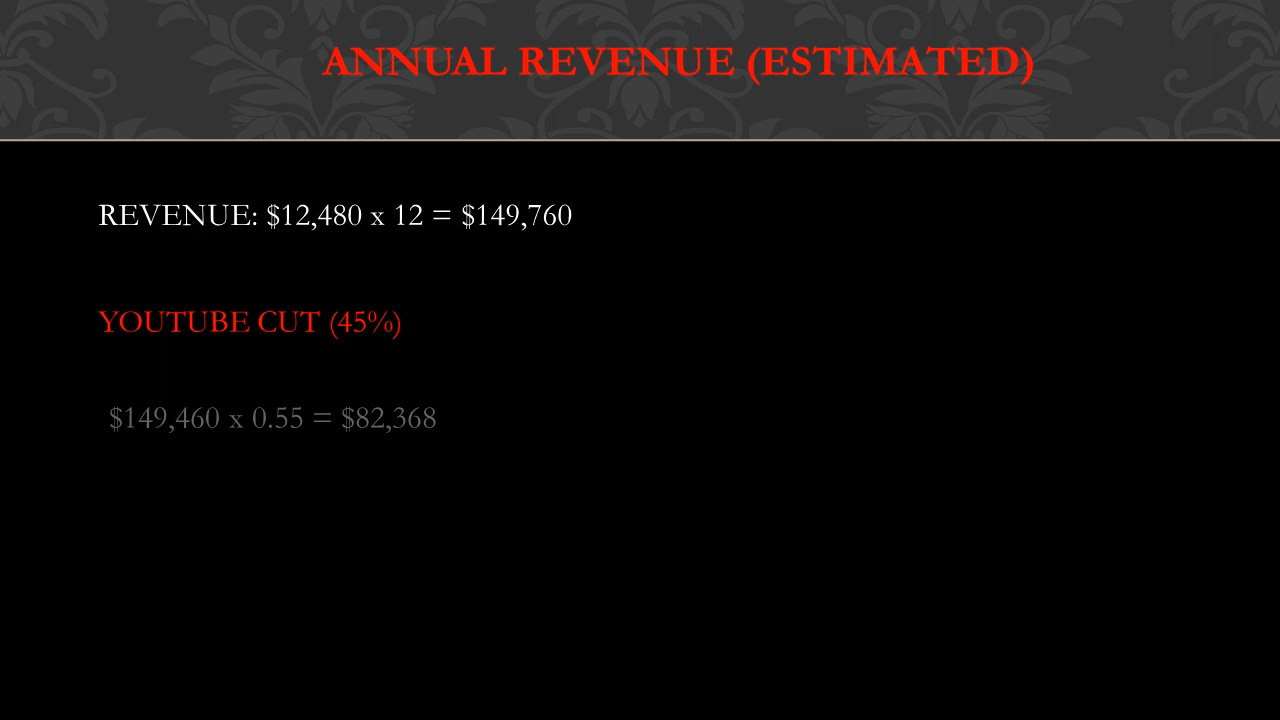 ANNUAL REVENUE (ESTIMATED)
REVENUE: $12,480 x 12 = $149,760
YOUTUBE CUT (45%)
$149,460 x 0.55 = $82,368